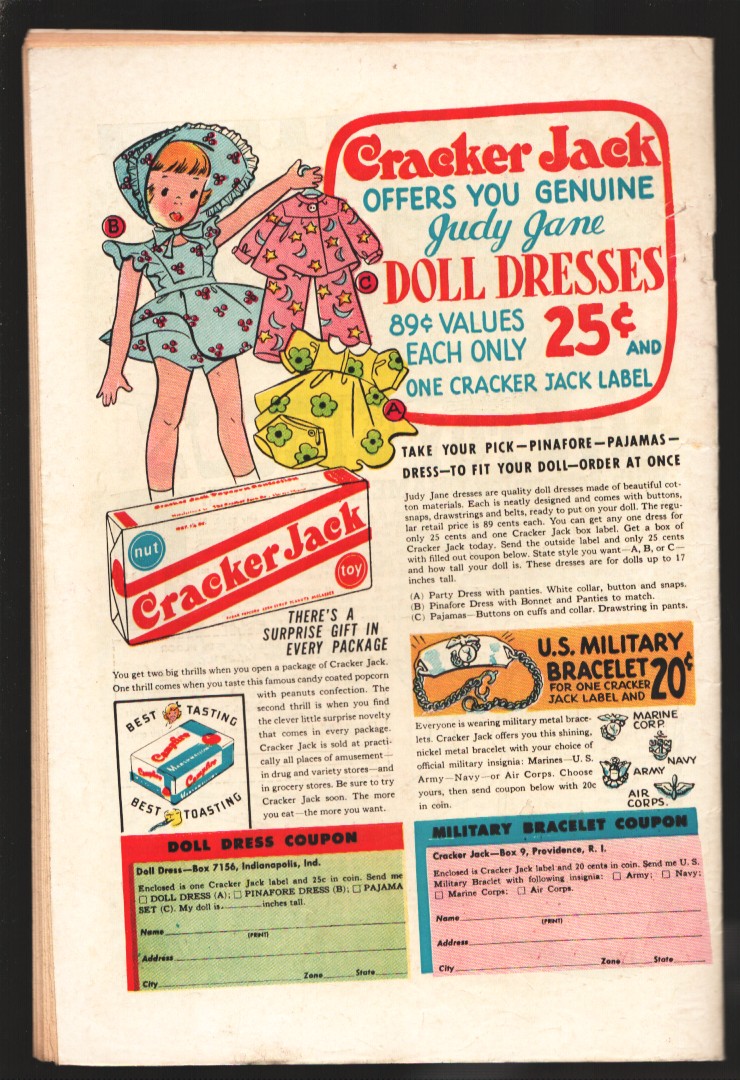 Cracker Jack
OFFERS YOU GENUINE
Judy Jane
DOLL DRESSES
89¢ VALUES
EACH ONLY
25¢
AND
ONE CRACKER JACK LABEL
B
C
A
TAKE YOUR PICK—PINAFORE—PAJAMAS—
DRESS—TO FIT YOUR DOLL—ORDER AT ONCE
Judy Jane dresses are quality doll dresses made of beautiful cot-
ton materials. Each is neatly designed and comes with buttons,
snaps, drawstrings and belts, ready to put on your doll. The regu-
lar retail price is 89 cents each. You can get any one dress for
only 25 cents and one Cracker Jack box label. Get a box of
Cracker Jack today. Send the outside label and only 25 cents
with filled out coupon below. State style you want—A, B, or C—
and how tall your doll is. These dresses are for dolls up to 17
inches tall.
(A) Party Dress with panties. White collar, button and snaps.
(B) Pinafore Dress with Bonnet and Panties to match.
(C) Pajamas—Buttons on cuffs and collar. Drawstring in pants.
nut
Cracker Jack
toy
THERE'S A
SURPRISE GIFT IN
EVERY PACKAGE
You get two big thrills when you open a package of Cracker Jack.
One thrill comes when you taste this famous candy coated popcorn
with peanuts confection. The
second thrill is when you find
the clever little surprise novelty
that comes in every package.
Cracker Jack is sold at practi-
cally all places of amusement—
in drug and variety stores—and
in grocery stores. Be sure to try
Cracker Jack soon. The more
you eat—the more you want.
BEST TASTING
Campfire
Marshmallows
Campfire
BEST TOASTING
U.S. MILITARY
BRACELET
FOR ONE CRACKER
JACK LABEL AND
20¢
Everyone is wearing military metal brace-
lets. Cracker Jack offers you this shining,
nickel metal bracelet with your choice of
official military insignia: Marines—U. S.
Army—Navy—or Air Corps. Choose
yours, then send coupon below with 20c
in coin.
MARINE
CORP.
NAVY
ARMY
AIR
CORPS.
DOLL DRESS COUPON
Doll Dress—Box 7156, Indianapolis, Ind.
Enclosed is one Cracker Jack label and 25c in coin. Send me
□ DOLL DRESS (A); □ PINAFORE DRESS (B); □ PAJAMA
SET (C). My doll is..........inches tall.
Name
(PRINT)
Address
City Zone State
MILITARY BRACELET COUPON
Cracker Jack—Box 9, Providence, R. I.
Enclosed is Cracker Jack label and 20 cents in coin. Send me U. S.
Military Braclet with following insignia: □ Army; □ Navy;
□ Marine Corps; □ Air Corps.
Name
(PRINT)
Address
City Zone State